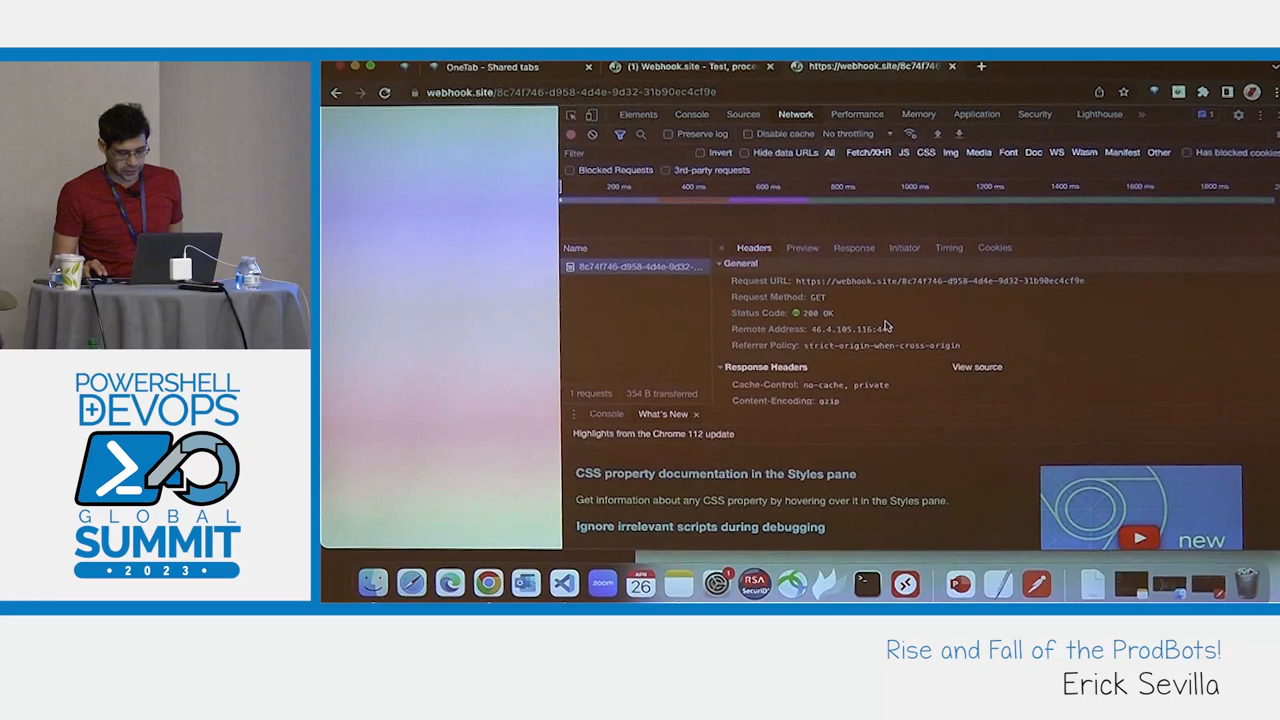 OneTab - Shared tabs
(1) Webhook.site - Test, proce
https://webhook.site/8c74f746
webhook.site/8c74f746-d958-4d4e-9d32-31b90ec4cf9e
Elements Console Sources Network Performance Memory Application Security Lighthouse » 1
Preserve log Disable cache No throttling
Filter Invert Hide data URLs All Fetch/XHR JS CSS Img Media Font Doc WS Wasm Manifest Other Has blocked cookies
Blocked Requests 3rd-party requests
200 ms 400 ms 600 ms 800 ms 1000 ms 1200 ms 1400 ms 1600 ms 1800 ms
Name × Headers Preview Response Initiator Timing Cookies
8c74f746-d958-4d4e-9d32-...
General
Request URL: https://webhook.site/8c74f746-d958-4d4e-9d32-31b90ec4cf9e
Request Method: GET
Status Code: 200 OK
Remote Address: 46.4.105.116:4
Referrer Policy: strict-origin-when-cross-origin
Response Headers View source
Cache-Control: no-cache, private
Content-Encoding: gzip
1 requests 354 B transferred
Console What's New ×
Highlights from the Chrome 112 update
CSS property documentation in the Styles pane
Get information about any CSS property by hovering over it in the Styles pane.
Ignore irrelevant scripts during debugging
new
zoom
APR
26
1
RSA
SecurID
POWERSHELL
+DEVOPS
GLOBAL
SUMMIT
• 2023 •
Rise and Fall of the ProdBots!
Erick Sevilla